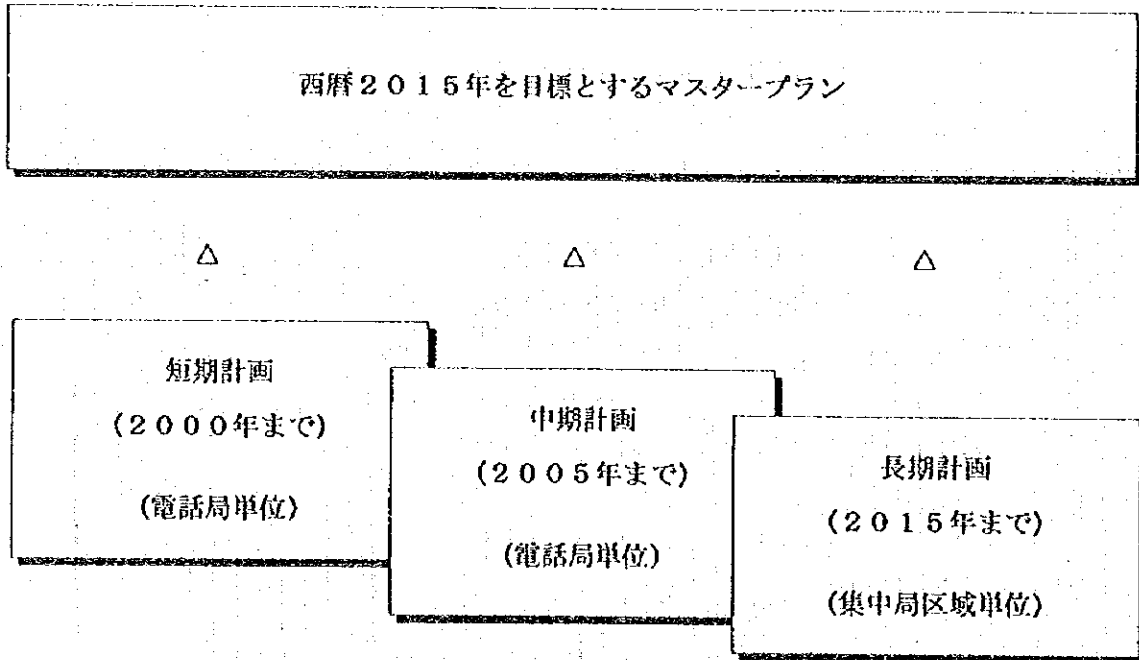 西暦2015年を目標とするマスタープラン
△ △ △
短期計画
(2000年まで)
(電話局単位)
中期計画
(2005年まで)
(電話局単位)
長期計画
(2015年まで)
(集中局区域単位)